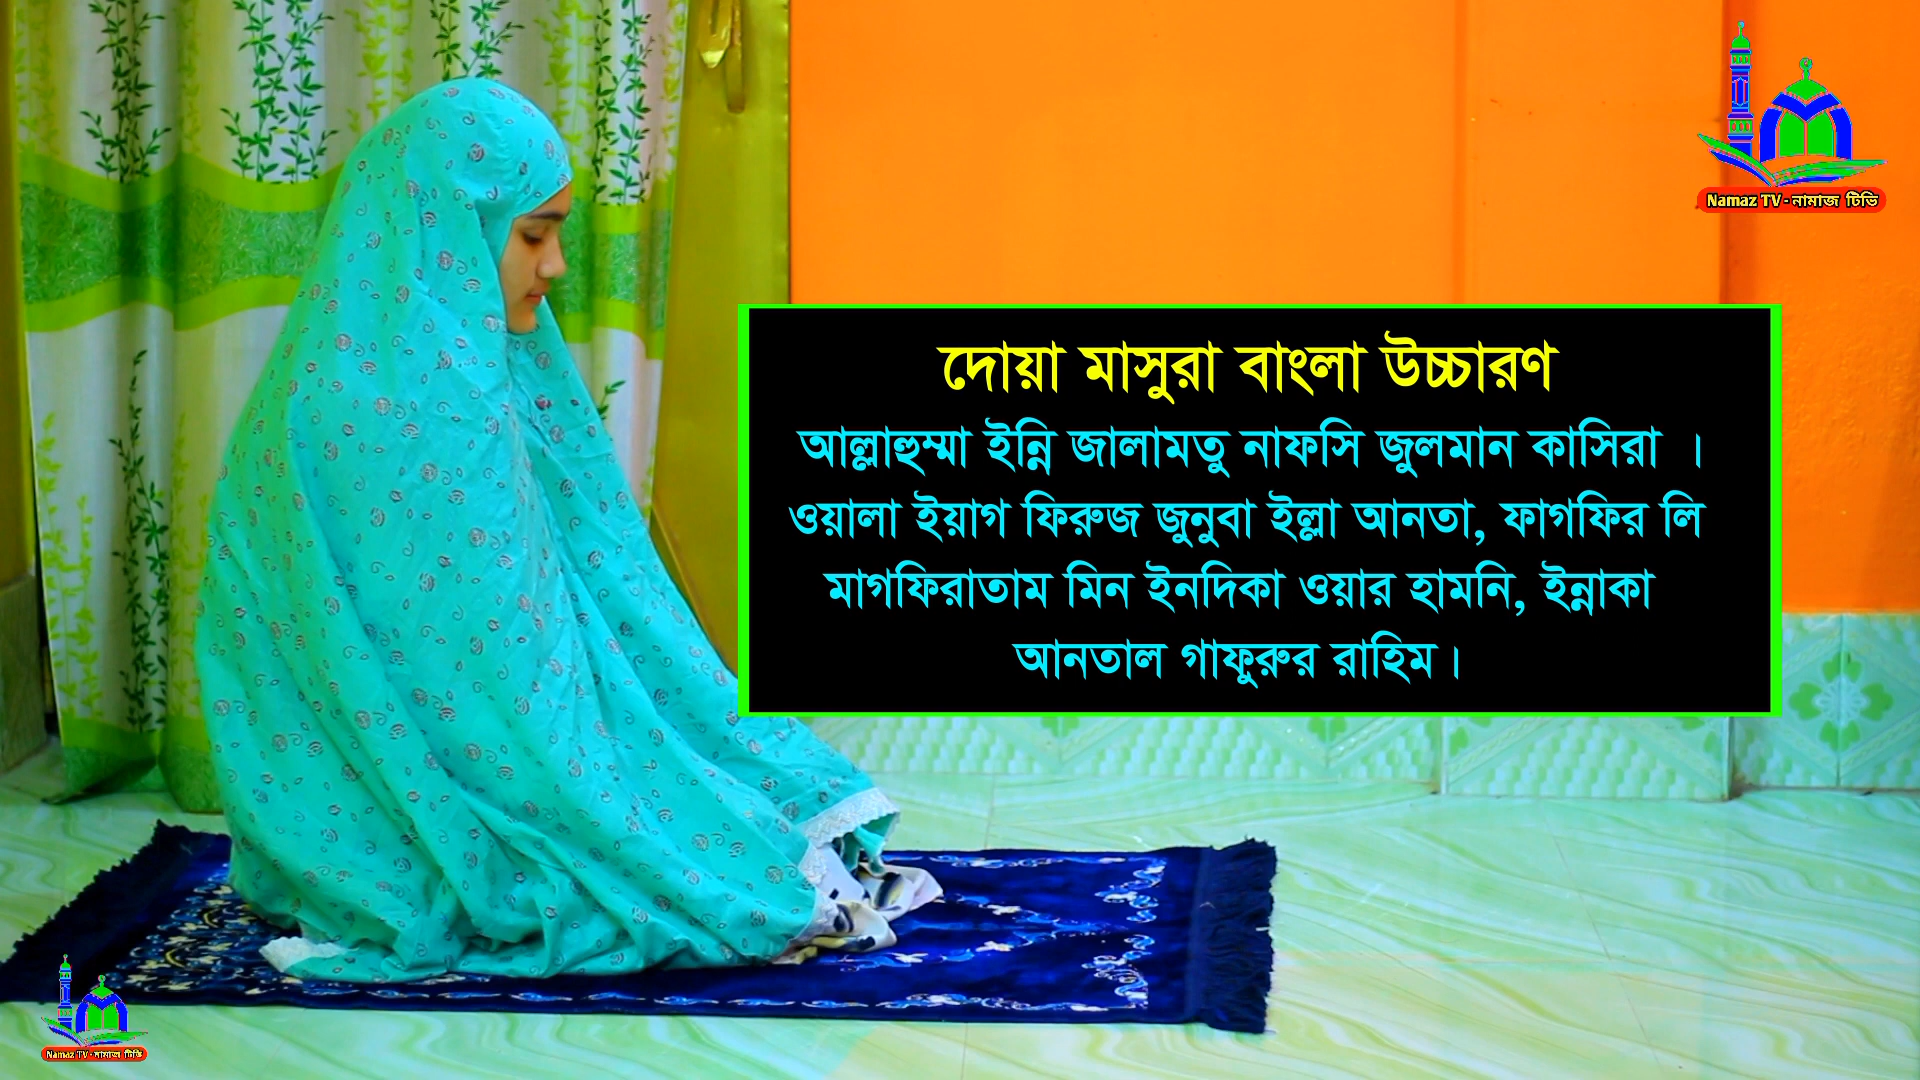 Namaz TV - নামাজ টিভি
দোয়া মাসুরা বাংলা উচ্চারণ
আল্লাহুম্মা ইন্নি জালামতু নাফসি জুলমান কাসিরা ।
ওয়ালা ইয়াগ ফিরুজ জুনুবা ইল্লা আনতা, ফাগফির লি
মাগফিরাতাম মিন ইনদিকা ওয়ার হামনি, ইন্নাকা
আনতাল গাফুরুর রাহিম।
Namaz TV - নামাজ টিভি